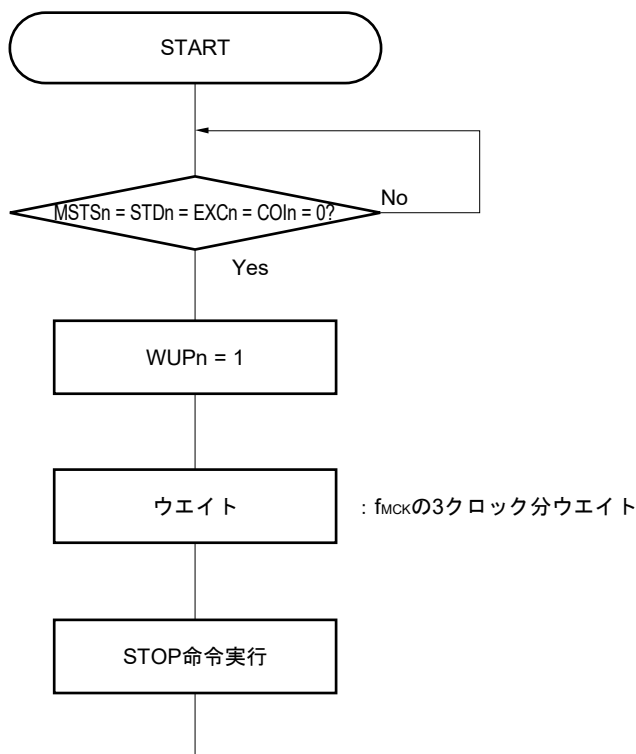 START
MSTSn = STDn = EXCn = COIn = 0?
No
Yes
WUPn = 1
ウエイト
：fMCKの3クロック分ウエイト
STOP命令実行